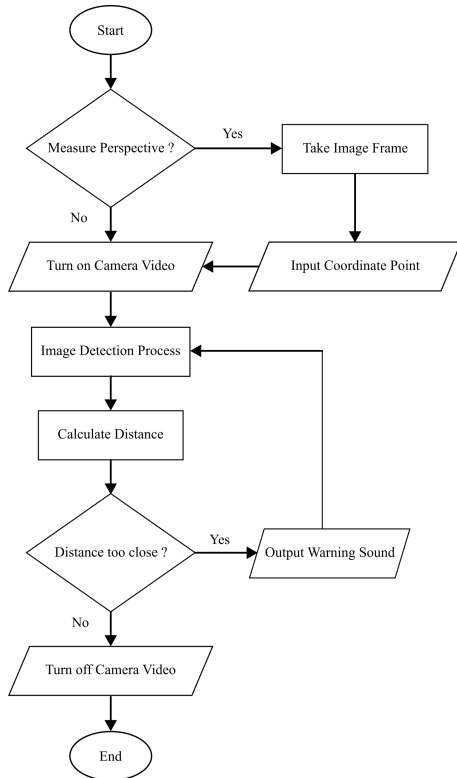 Start
Measure Perspective ?
Yes
Take Image Frame
No
Turn on Camera Video
Input Coordinate Point
Image Detection Process
Calculate Distance
Distance too close ?
Yes
Output Warning Sound
No
Turn off Camera Video
End